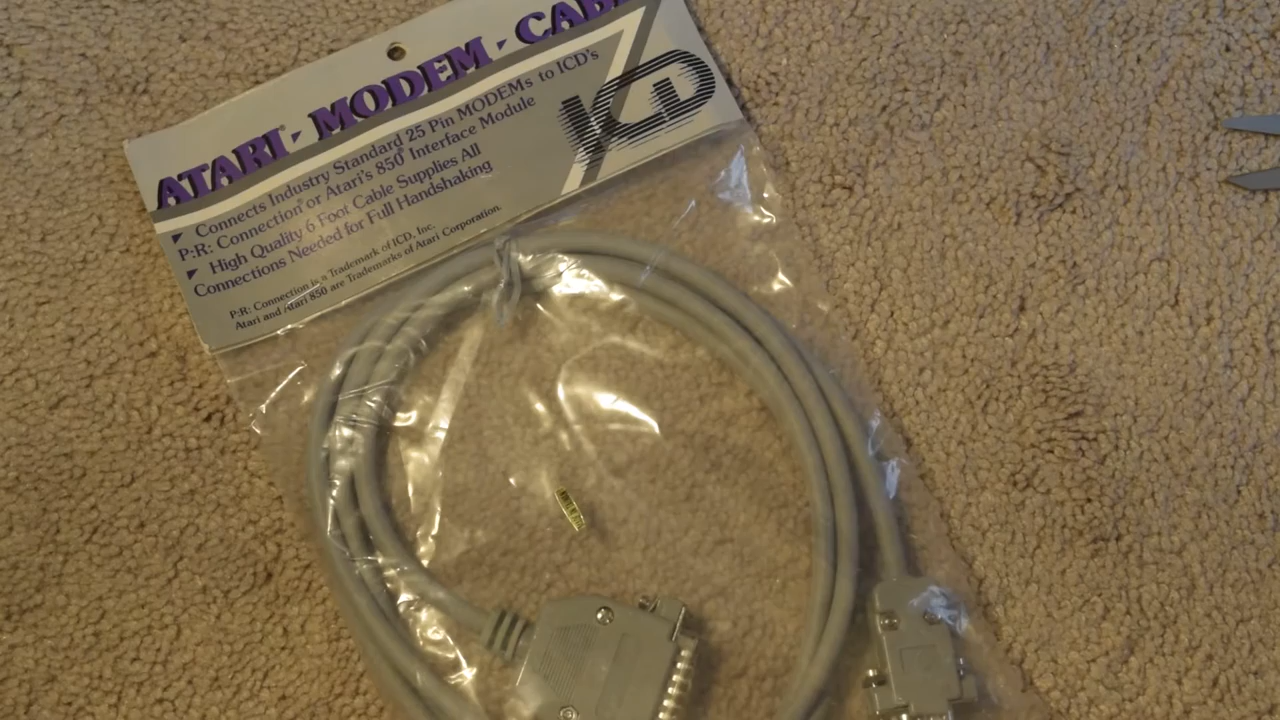 ATARI® MODEM CAB
ICD
Connects Industry Standard 25 Pin MODEMs to ICD's
P:R: Connection® or Atari's 850® Interface Module
High Quality 6 Foot Cable Supplies All
Connections Needed for Full Handshaking
P:R: Connection is a Trademark of ICD, Inc.
Atari and Atari 850 are Trademarks of Atari Corporation.